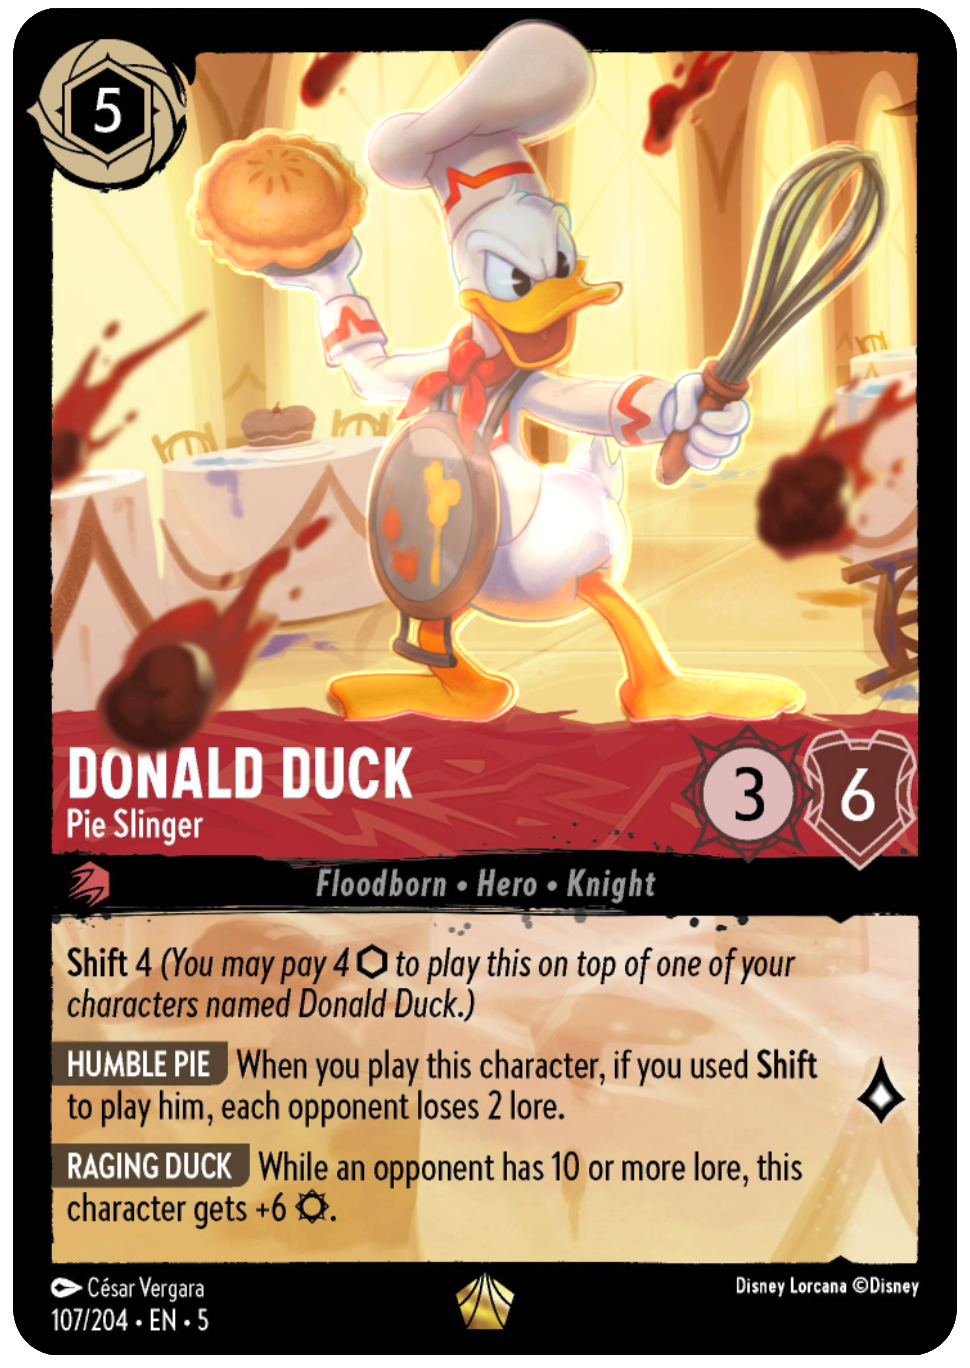 5
DONALD DUCK
Pie Slinger
3
6
Floodborn • Hero • Knight
Shift 4 (You may pay 4 ⬡ to play this on top of one of your
characters named Donald Duck.)
HUMBLE PIE When you play this character, if you used Shift
to play him, each opponent loses 2 lore.
RAGING DUCK While an opponent has 10 or more lore, this
character gets +6 ¤.
César Vergara
Disney Lorcana ©Disney
107/204 • EN • 5